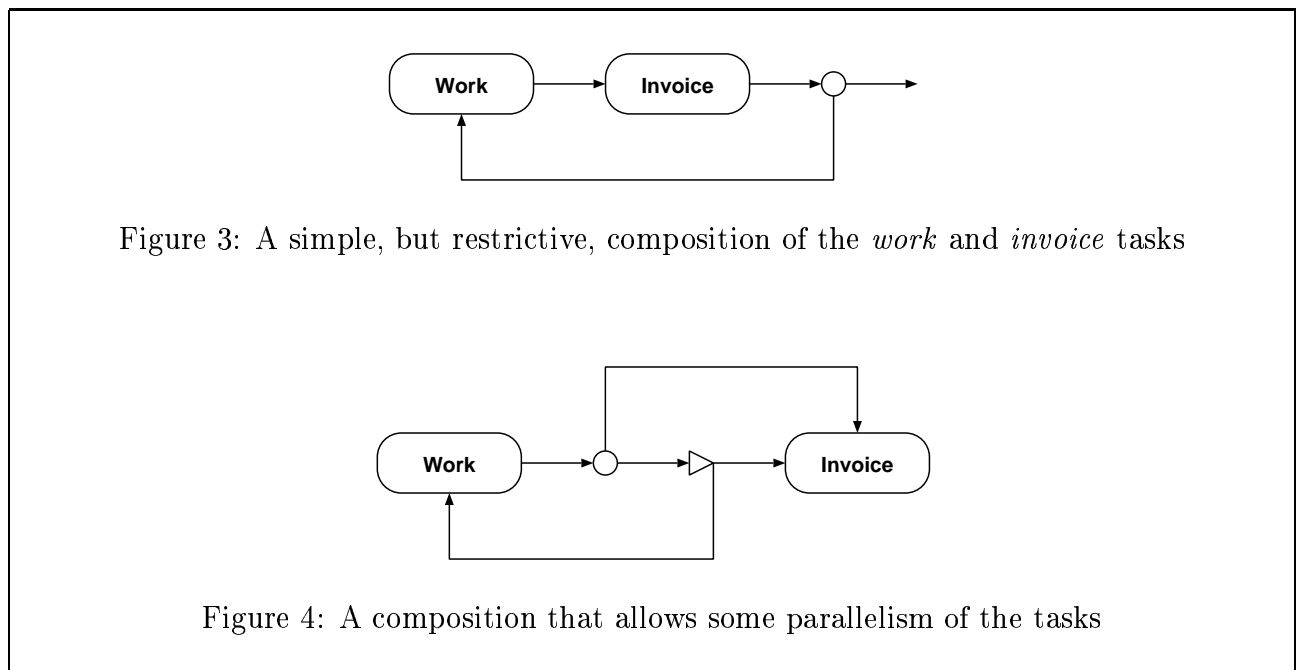 Work
Invoice
Figure 3: A simple, but restrictive, composition of the work and invoice tasks
Work
Invoice
Figure 4: A composition that allows some parallelism of the tasks